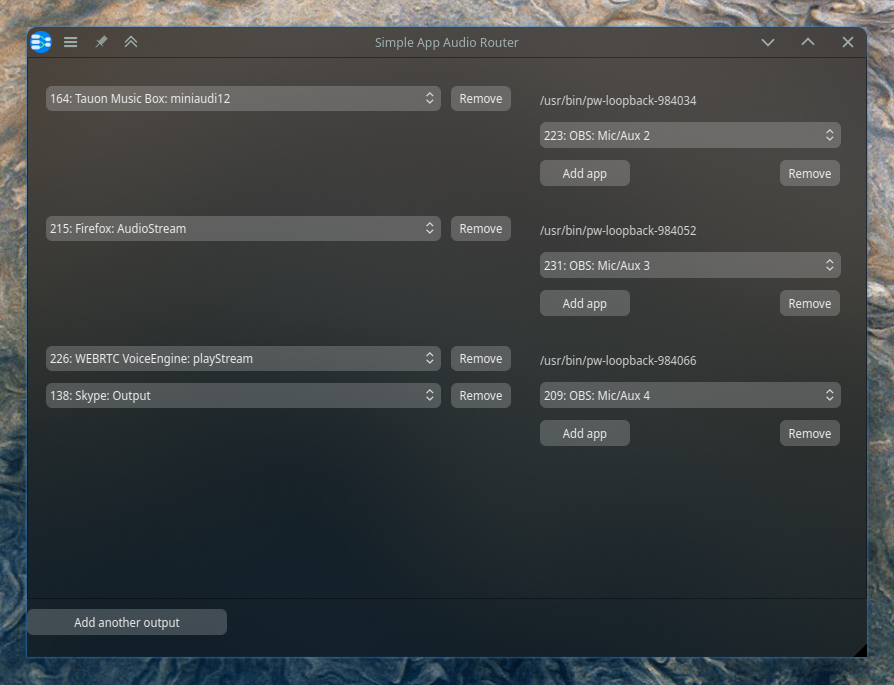 Simple App Audio Router
164: Tauon Music Box: miniaudi12
Remove
/usr/bin/pw-loopback-984034
223: OBS: Mic/Aux 2
Add app
Remove
215: Firefox: AudioStream
Remove
/usr/bin/pw-loopback-984052
231: OBS: Mic/Aux 3
Add app
Remove
226: WEBRTC VoiceEngine: playStream
Remove
/usr/bin/pw-loopback-984066
138: Skype: Output
Remove
209: OBS: Mic/Aux 4
Add app
Remove
Add another output